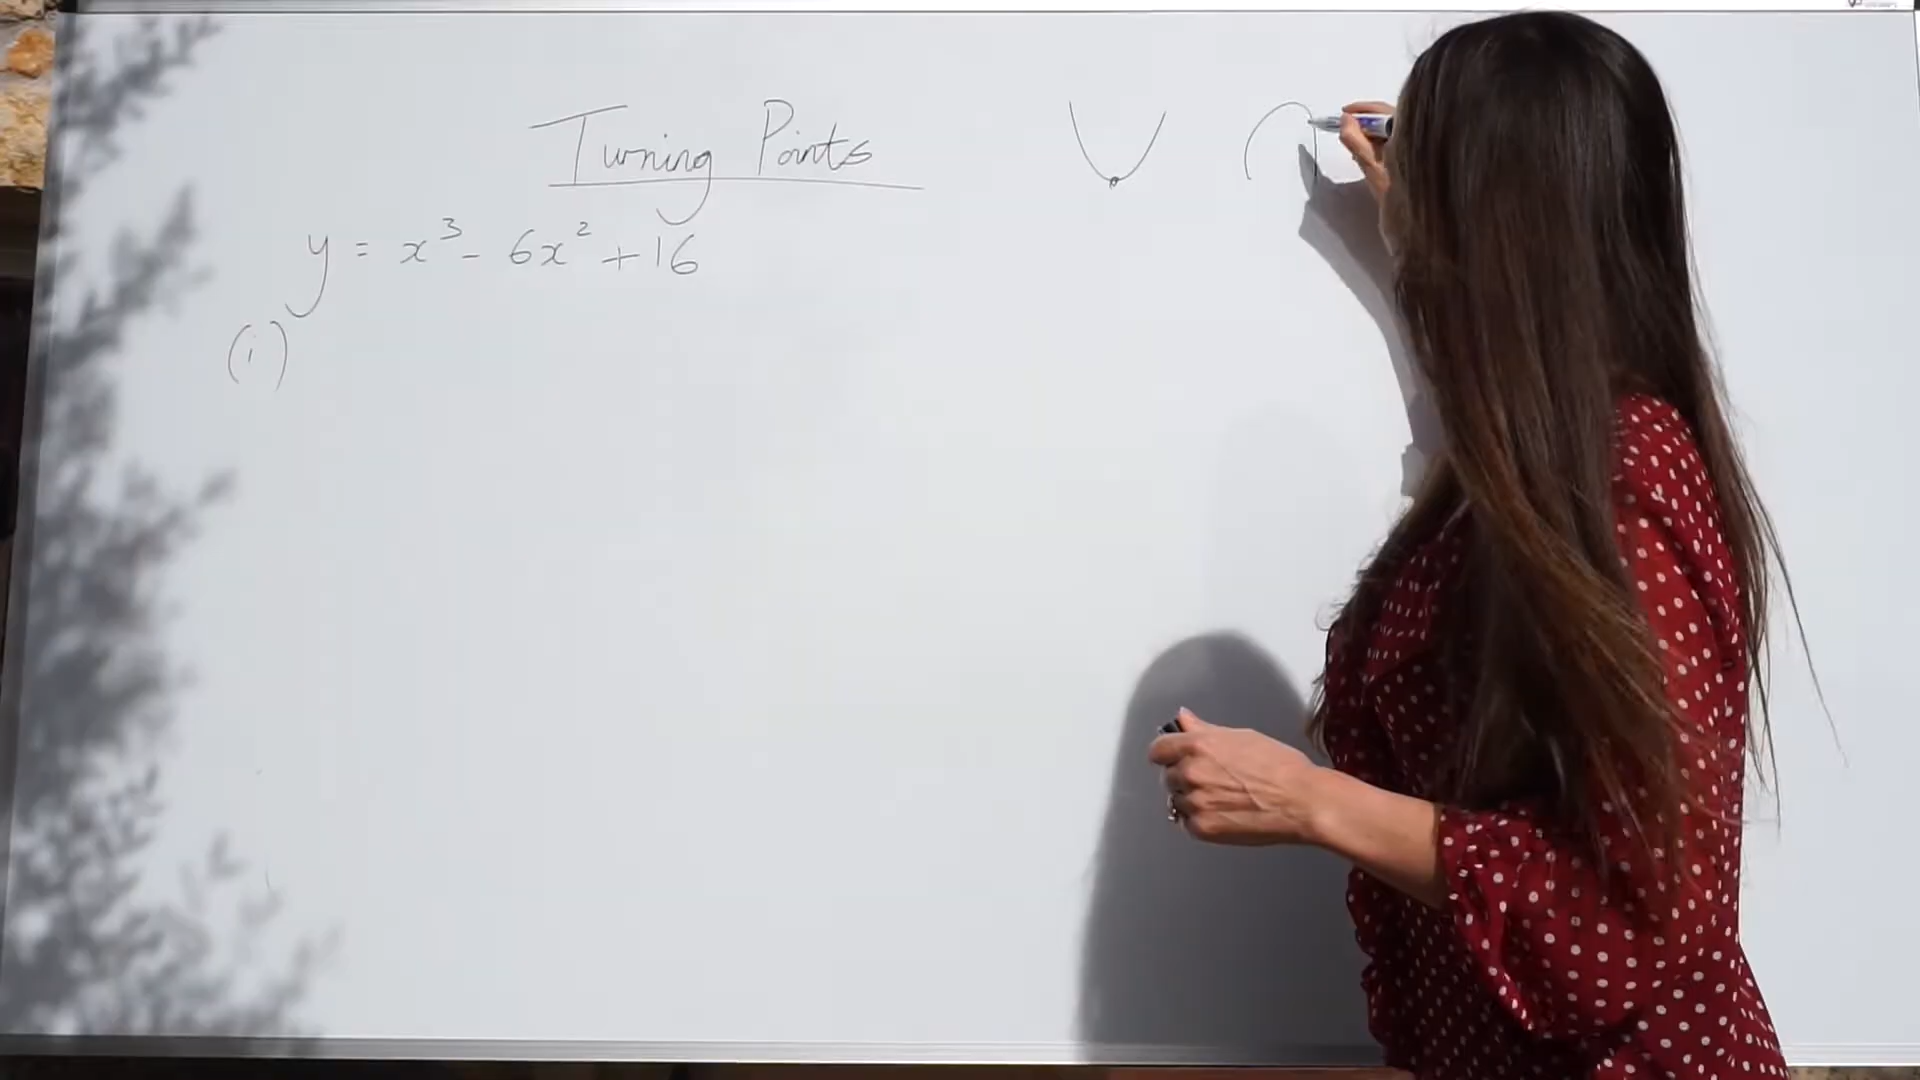 Turning Points
y = x³ - 6x² + 16
(i)